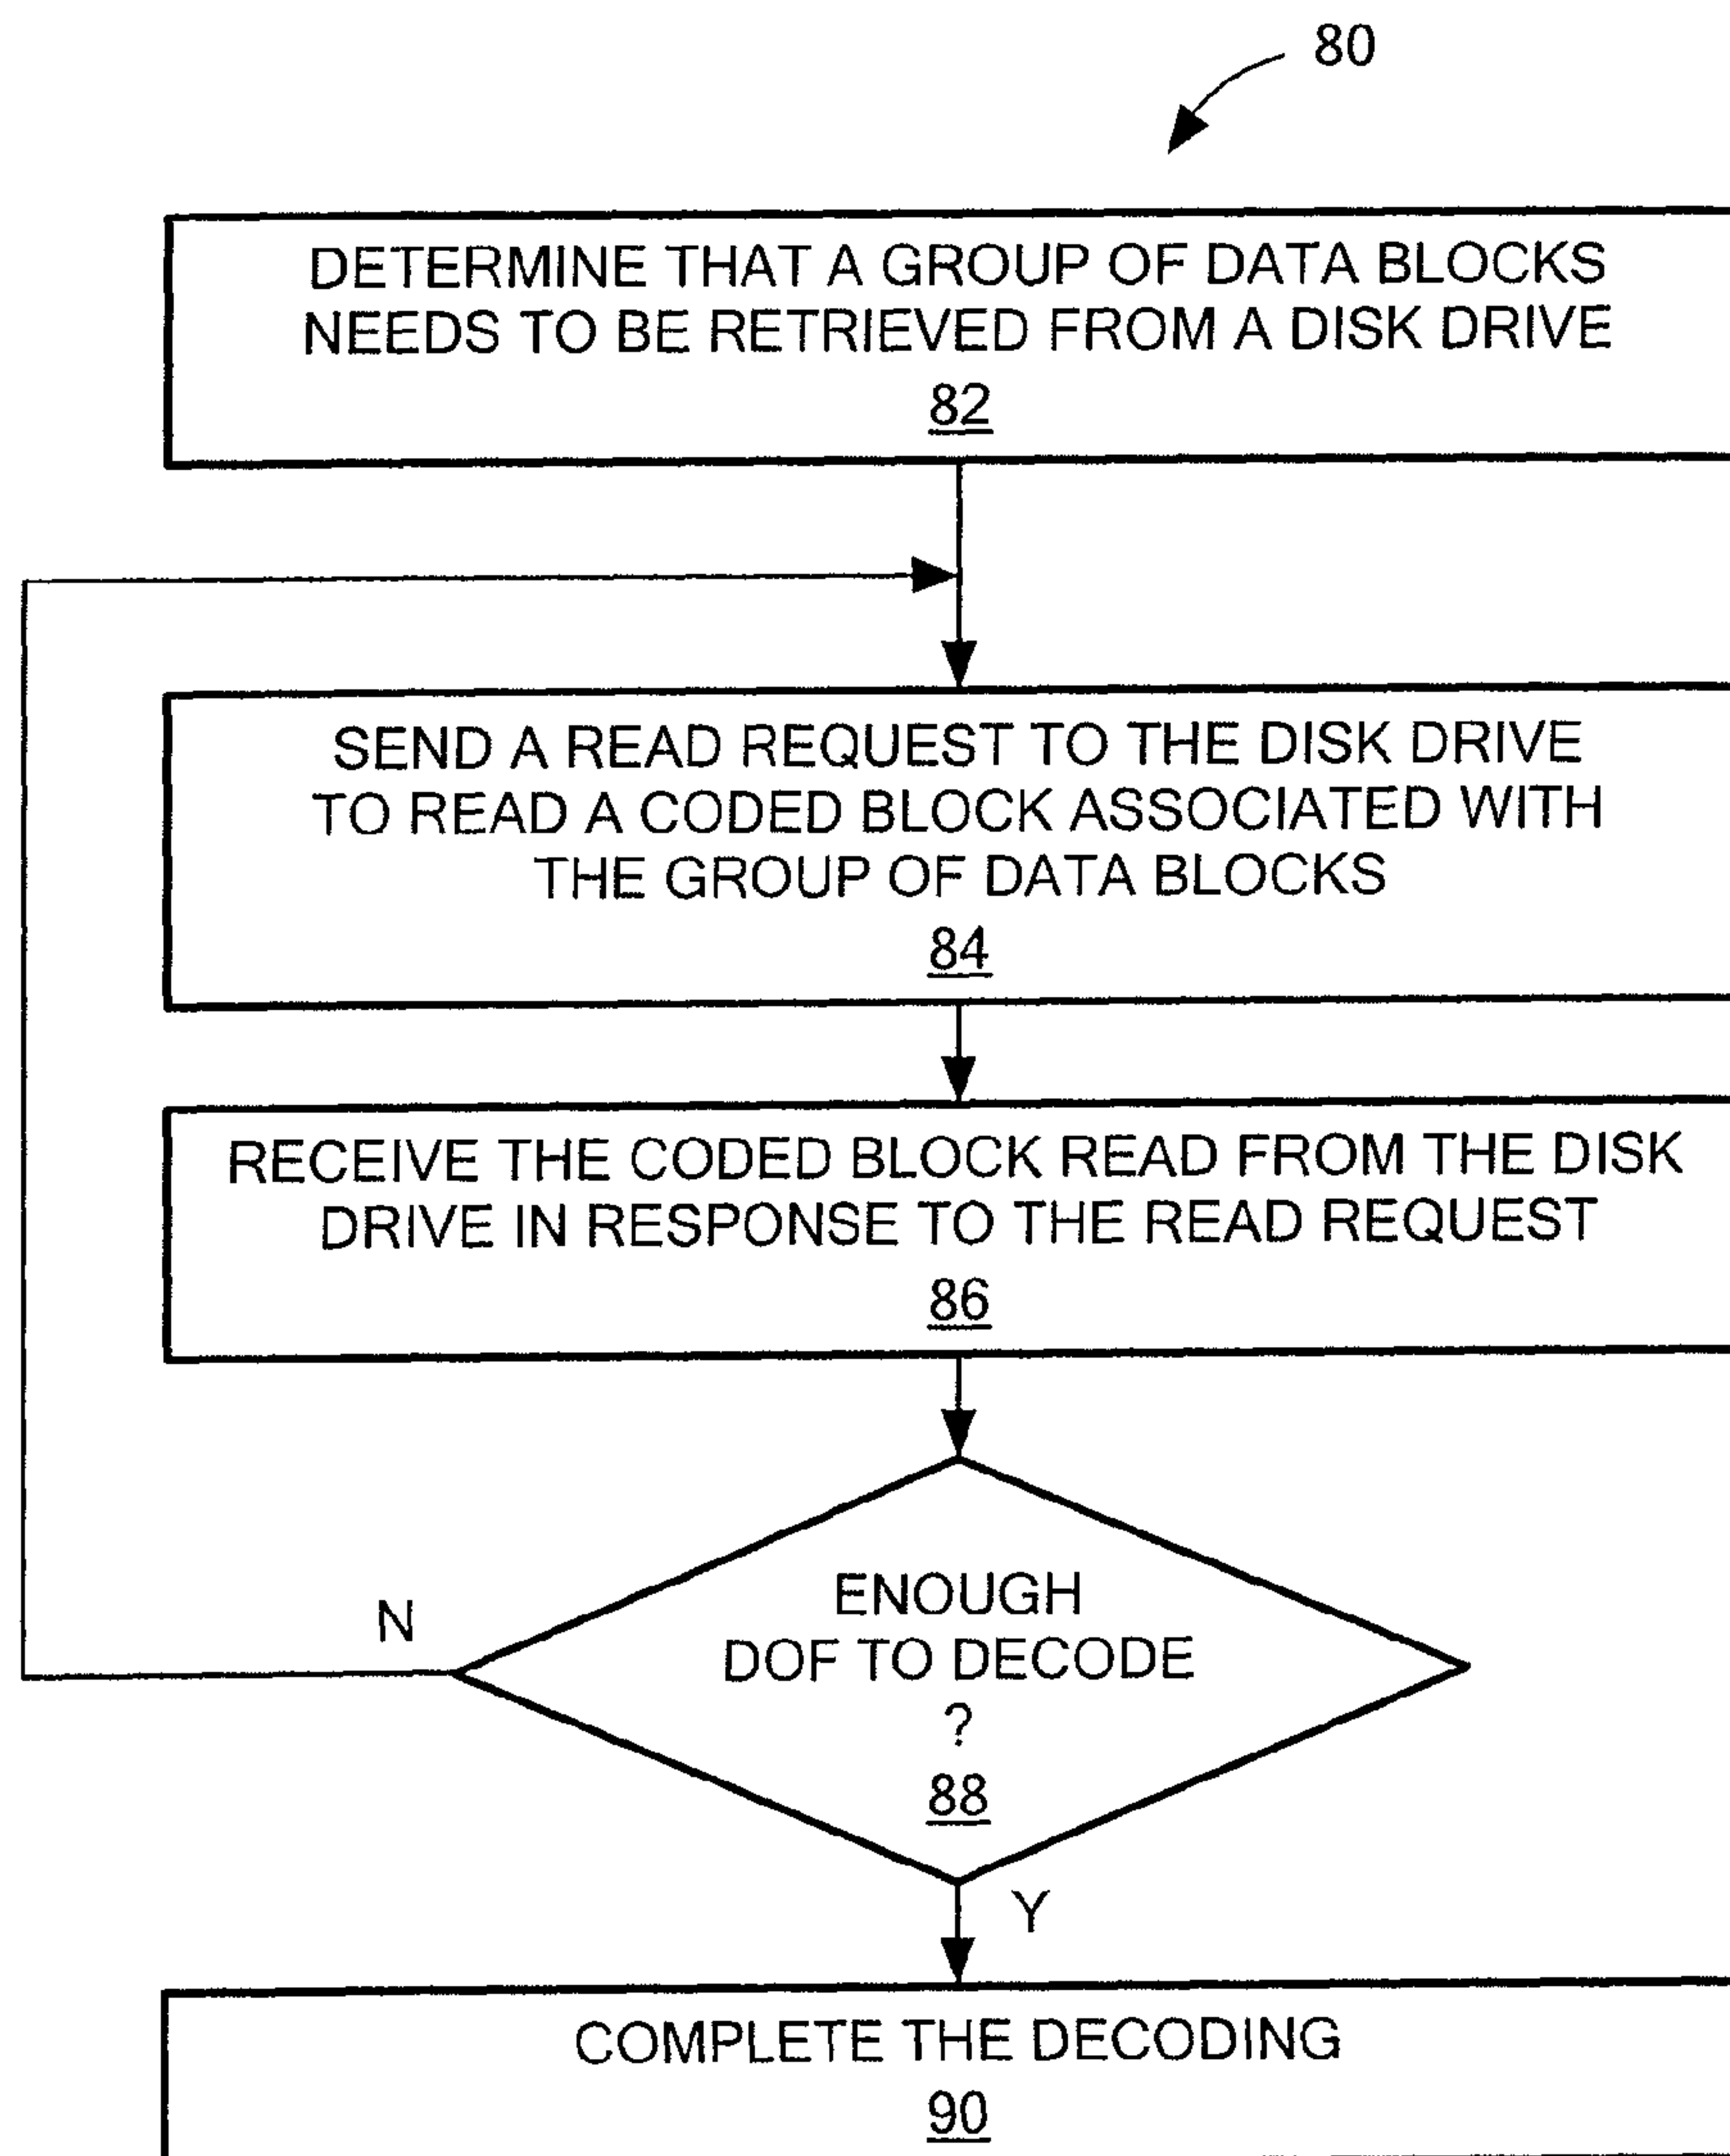 80
DETERMINE THAT A GROUP OF DATA BLOCKS
NEEDS TO BE RETRIEVED FROM A DISK DRIVE
82
SEND A READ REQUEST TO THE DISK DRIVE
TO READ A CODED BLOCK ASSOCIATED WITH
THE GROUP OF DATA BLOCKS
84
RECEIVE THE CODED BLOCK READ FROM THE DISK
DRIVE IN RESPONSE TO THE READ REQUEST
86
ENOUGH
N
DOF TO DECODE
?
88
Y
COMPLETE THE DECODING
90